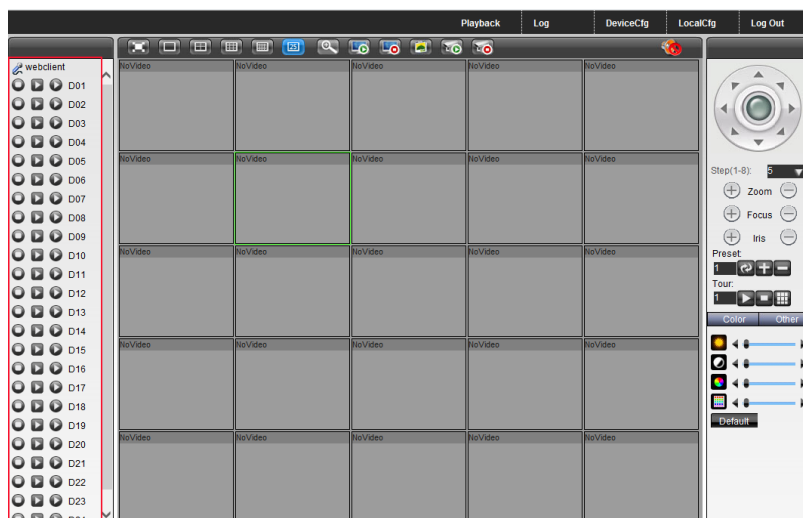 Playback Log DeviceCfg LocalCfg Log Out
25
webclient
D01
D02
D03
D04
D05
D06
D07
D08
D09
D10
D11
D12
D13
D14
D15
D16
D17
D18
D19
D20
D21
D22
D23
NoVideo NoVideo NoVideo NoVideo NoVideo
NoVideo NoVideo NoVideo NoVideo NoVideo
NoVideo NoVideo NoVideo NoVideo NoVideo
NoVideo NoVideo NoVideo NoVideo NoVideo
NoVideo NoVideo NoVideo NoVideo NoVideo
Step(1-8): 5
Zoom
Focus
Iris
Preset:
1
Tour:
1
Color Other
Default